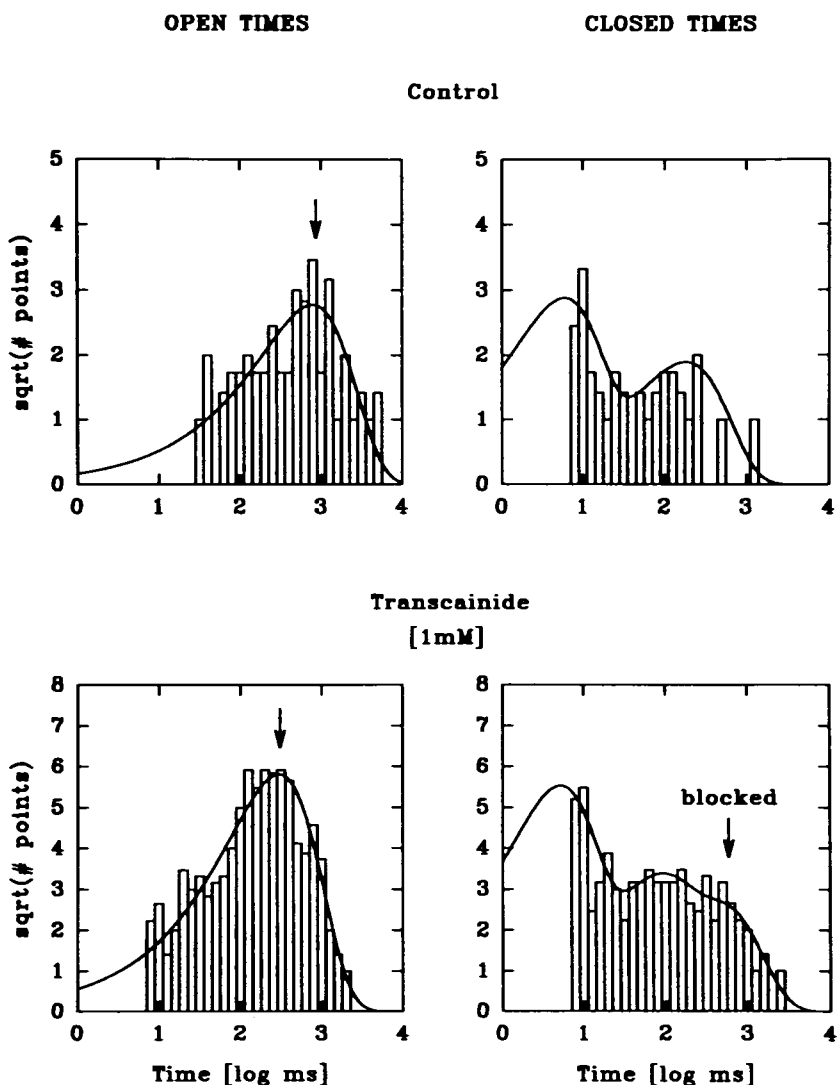 OPEN TIMES CLOSED TIMES
Control
sqrt(# points)
5
4
3
2
1
0
0 1 2 3 4
5
4
3
2
1
0
0 1 2 3 4
Transcainide
[1mM]
sqrt(# points)
8
7
6
5
4
3
2
1
0
0 1 2 3 4
Time [log ms]
8
7
6
5
4
3
2
1
0
blocked
0 1 2 3 4
Time [log ms]